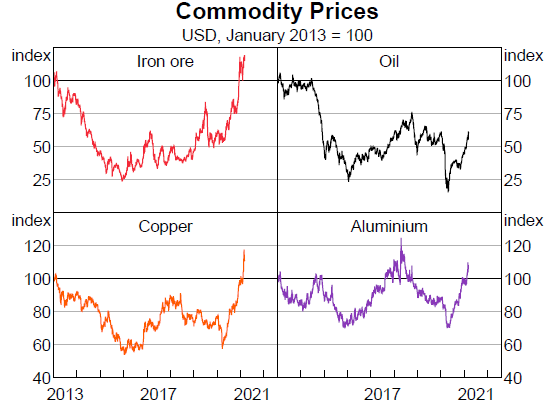 Commodity Prices
USD, January 2013 = 100
index index
Iron ore Oil
100 100
75 75
50 50
25 25
index index
Copper Aluminium
120 120
100 100
80 80
60 60
40 40
2013 2017 2021 2017 2021